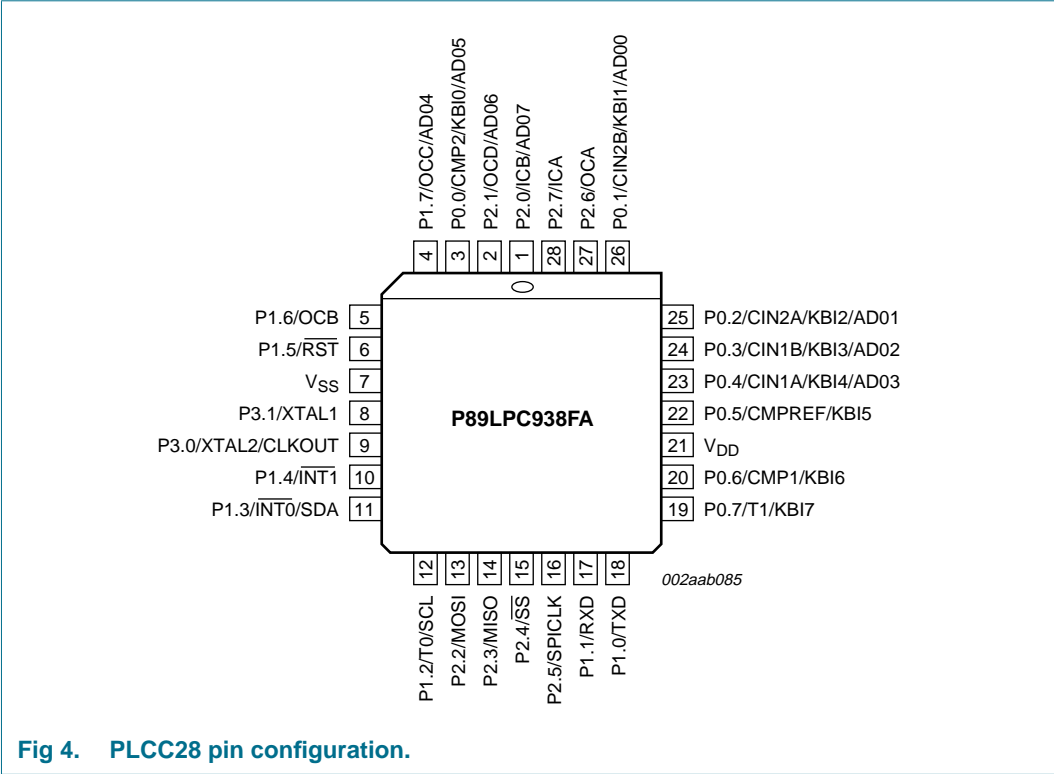 P1.7/OCC/AD04
P0.0/CMP2/KBI0/AD05
P2.1/OCD/AD06
P2.0/ICB/AD07
P2.7/ICA
P2.6/OCA
P0.1/CIN2B/KBI1/AD00
4
3
2
1
28
27
26
P1.6/OCB 5
P1.5/RST 6
VSS 7
P3.1/XTAL1 8
P3.0/XTAL2/CLKOUT 9
P1.4/INT1 10
P1.3/INT0/SDA 11
P89LPC938FA
25 P0.2/CIN2A/KBI2/AD01
24 P0.3/CIN1B/KBI3/AD02
23 P0.4/CIN1A/KBI4/AD03
22 P0.5/CMPREF/KBI5
21 VDD
20 P0.6/CMP1/KBI6
19 P0.7/T1/KBI7
12
13
14
15
16
17
18
P1.2/T0/SCL
P2.2/MOSI
P2.3/MISO
P2.4/SS
P2.5/SPICLK
P1.1/RXD
P1.0/TXD
002aab085
Fig 4. PLCC28 pin configuration.